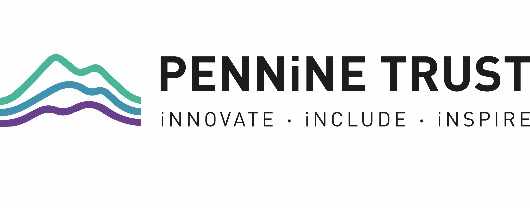 PENNiNE TRUST
iNNOVATE · iNCLUDE · iNSPIRE